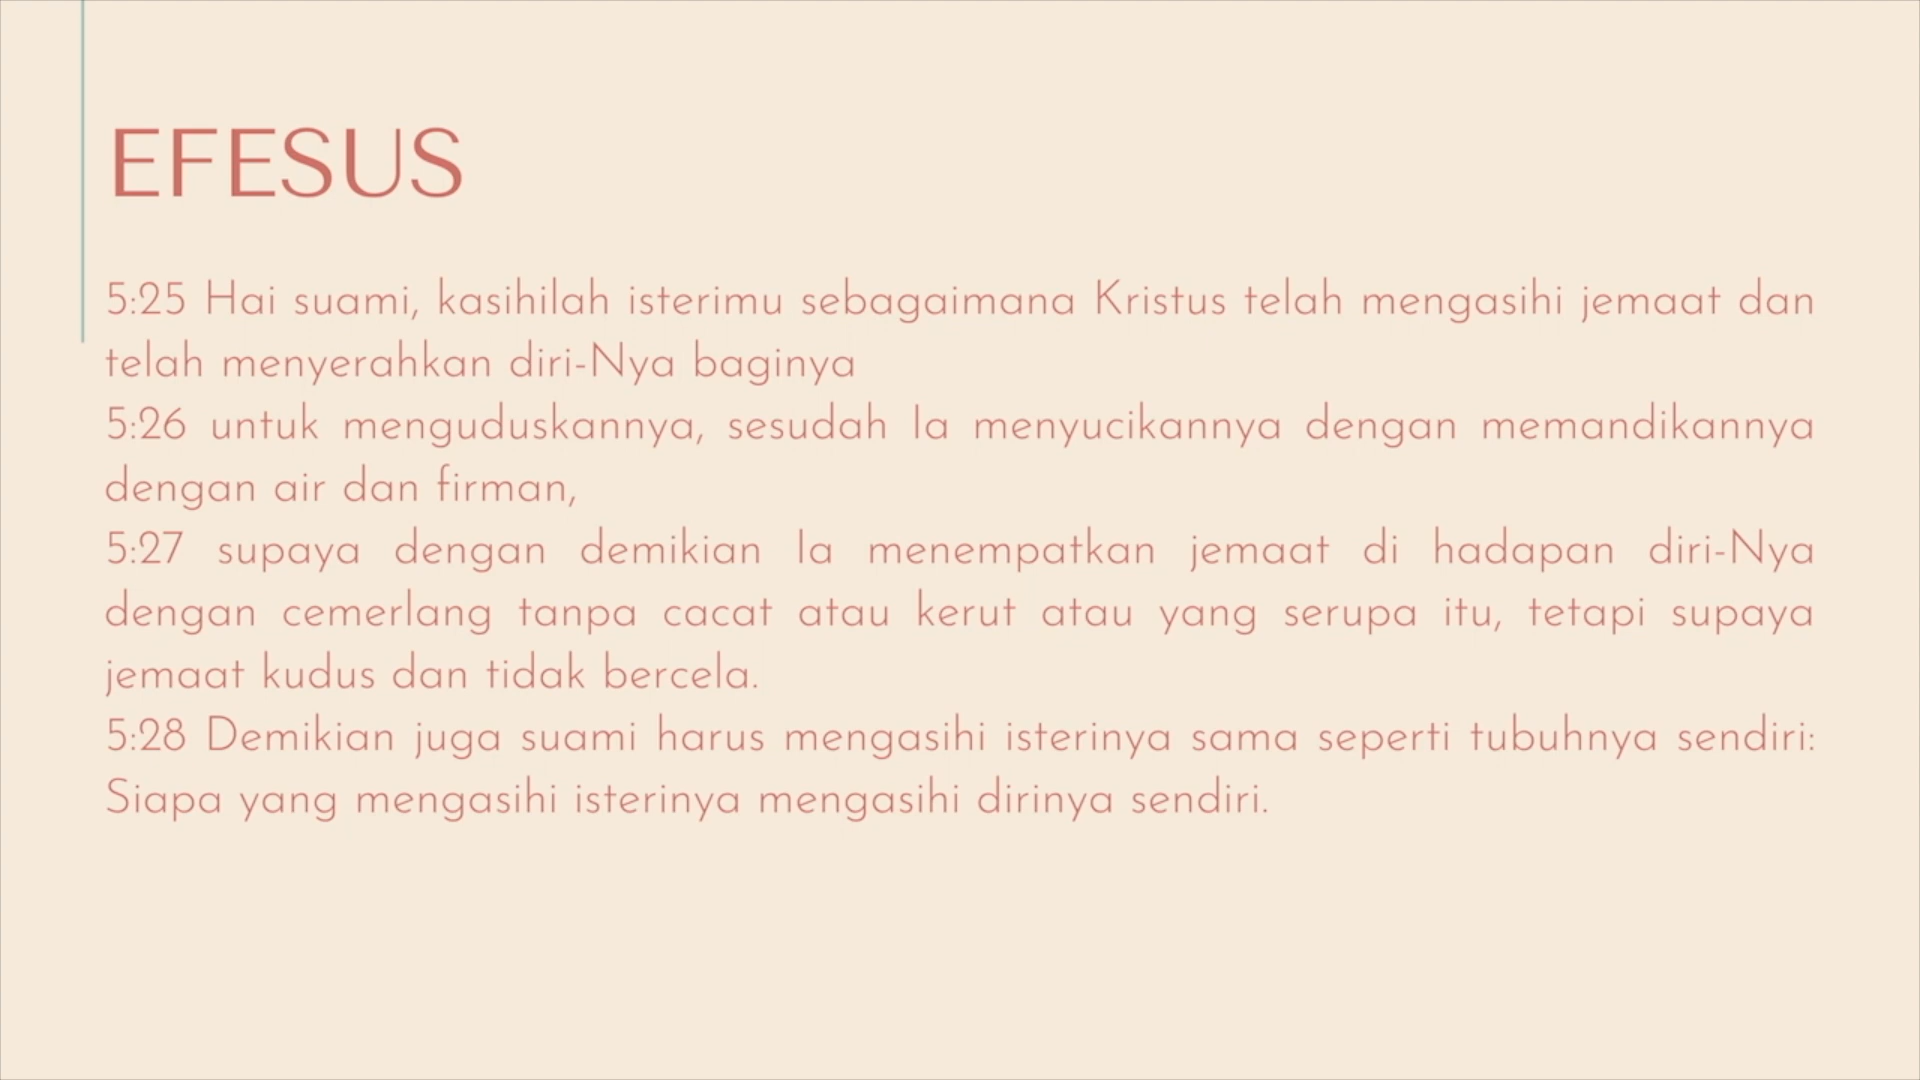 EFESUS
5:25 Hai suami, kasihilah isterimu sebagaimana Kristus telah mengasihi jemaat dan
telah menyerahkan diri-Nya baginya
5:26 untuk menguduskannya, sesudah Ia menyucikannya dengan memandikannya
dengan air dan firman,
5:27 supaya dengan demikian Ia menempatkan jemaat di hadapan diri-Nya
dengan cemerlang tanpa cacat atau kerut atau yang serupa itu, tetapi supaya
jemaat kudus dan tidak bercela.
5:28 Demikian juga suami harus mengasihi isterinya sama seperti tubuhnya sendiri:
Siapa yang mengasihi isterinya mengasihi dirinya sendiri.